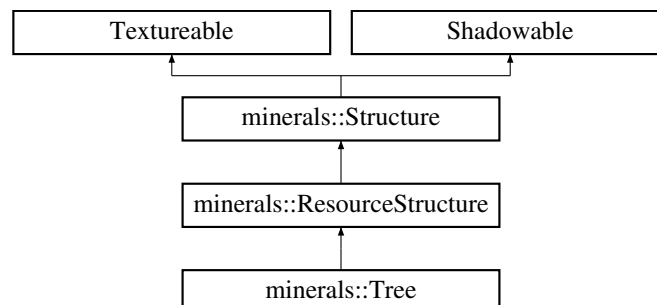 Textureable
Shadowable
minerals::Structure
minerals::ResourceStructure
minerals::Tree